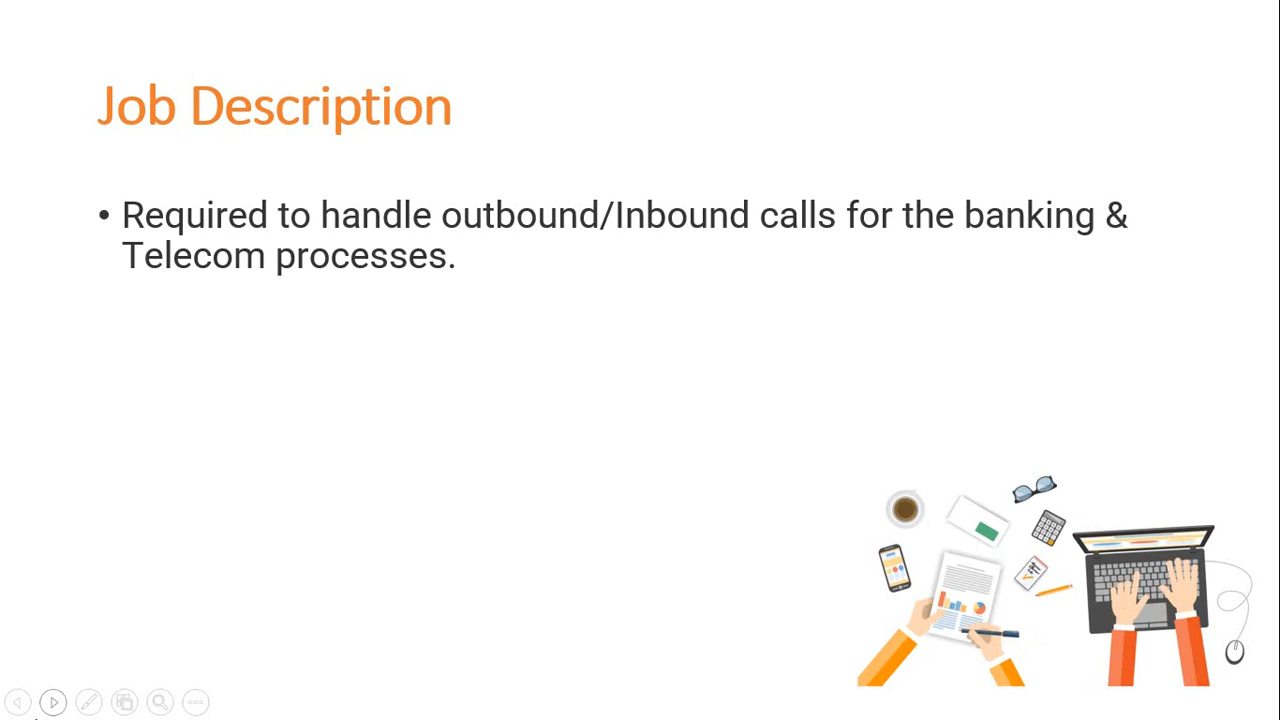 Job Description
• Required to handle outbound/Inbound calls for the banking &
Telecom processes.